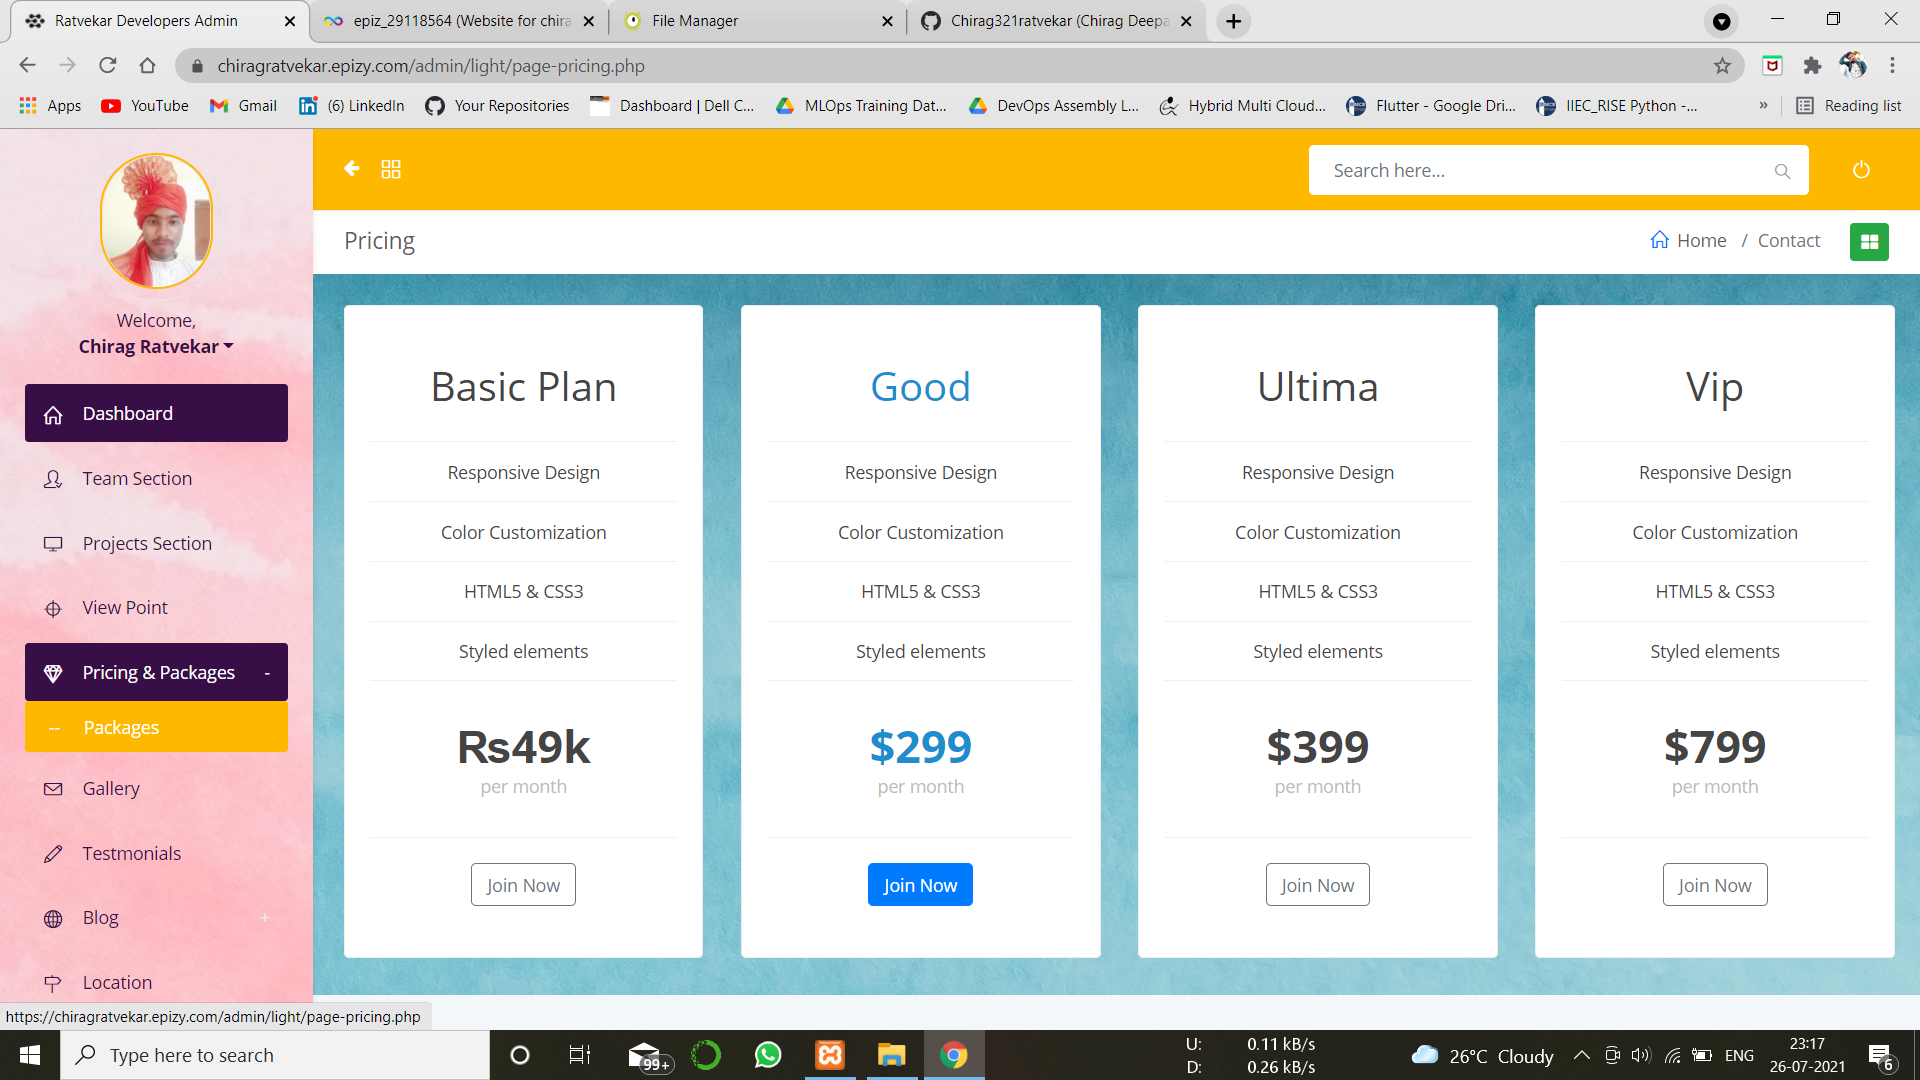 Ratvekar Developers Admin
epiz_29118564 (Website for chira
File Manager
Chirag321ratvekar (Chirag Deepa
chiragratvekar.epizy.com/admin/light/page-pricing.php
Apps
YouTube
Gmail
(6) LinkedIn
Your Repositories
Dashboard | Dell C...
MLOps Training Dat...
DevOps Assembly L...
Hybrid Multi Cloud...
Flutter - Google Dri...
IIEC_RISE Python -...
»
Reading list
Search here...
Pricing
Home / Contact
Welcome,
Chirag Ratvekar
Dashboard
Team Section
Projects Section
View Point
Pricing & Packages -
-- Packages
Gallery
Testmonials
Blog +
Location
Basic Plan
Responsive Design
Color Customization
HTML5 & CSS3
Styled elements
Rs49k
per month
Join Now
Good
Responsive Design
Color Customization
HTML5 & CSS3
Styled elements
$299
per month
Join Now
Ultima
Responsive Design
Color Customization
HTML5 & CSS3
Styled elements
$399
per month
Join Now
Vip
Responsive Design
Color Customization
HTML5 & CSS3
Styled elements
$799
per month
Join Now
https://chiragratvekar.epizy.com/admin/light/page-pricing.php
Type here to search
99+
U: 0.11 kB/s
D: 0.26 kB/s
26°C Cloudy
ENG
23:17
26-07-2021
6